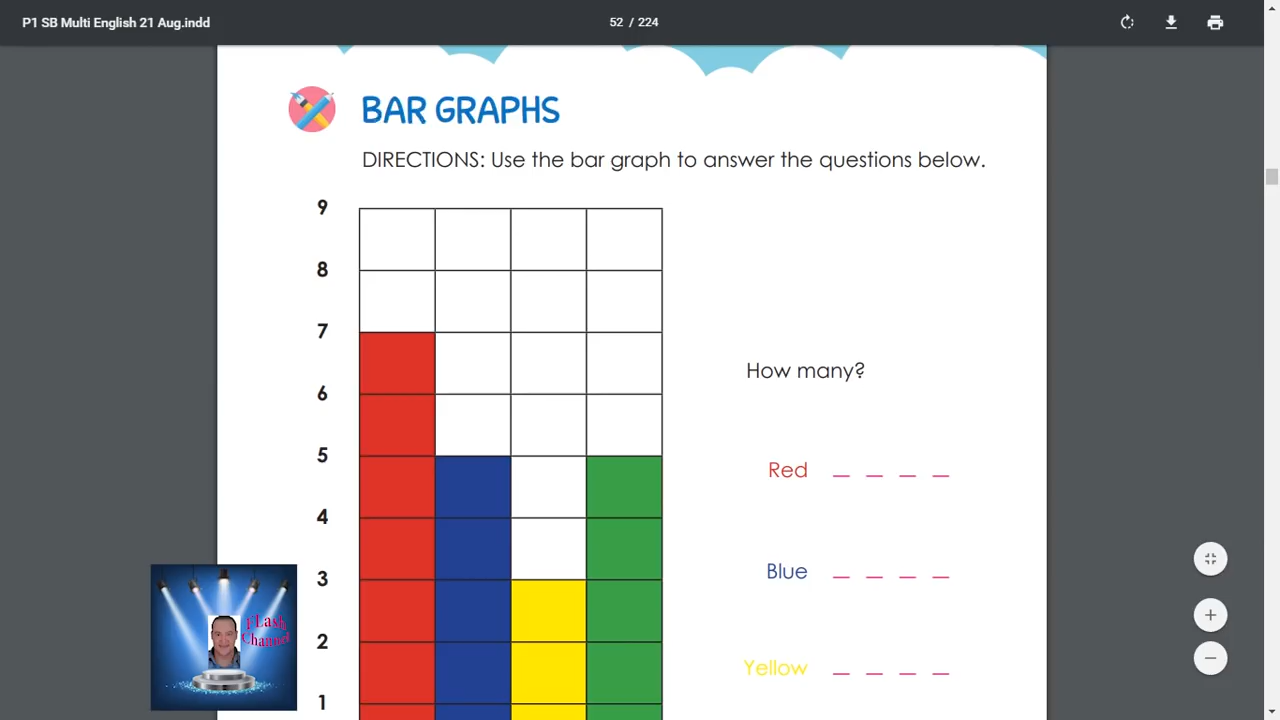 P1 SB Multi English 21 Aug.indd
52 / 224
BAR GRAPHS
DIRECTIONS: Use the bar graph to answer the questions below.
9
8
7
6
5
4
3
2
1
How many?
Red _ _ _ _
Blue _ _ _ _
Yellow _ _ _ _
FLash
Channel